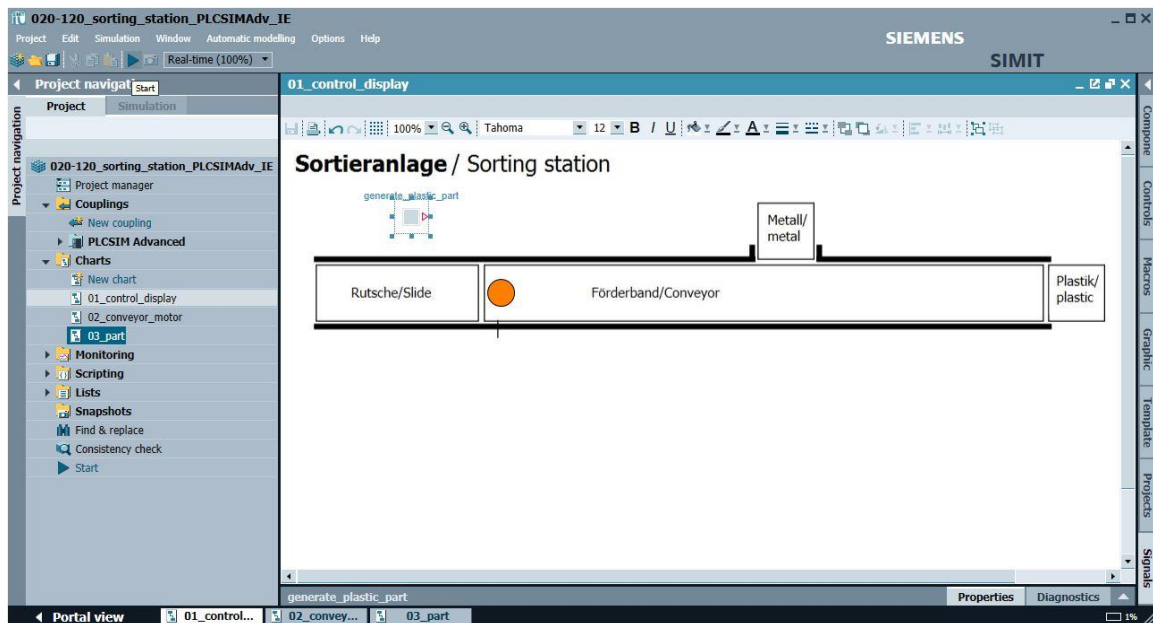 020-120_sorting_station_PLCSIMAdv_IE
Project Edit Simulation Window Automatic modelling Options Help
SIEMENS
SIMIT
Real-time (100%)
Project navigat
Start
Project Simulation
Project navigation
020-120_sorting_station_PLCSIMAdv_IE
Project manager
Couplings
New coupling
PLCSIM Advanced
Charts
New chart
01_control_display
02_conveyor_motor
03_part
Monitoring
Scripting
Lists
Snapshots
Find & replace
Consistency check
Start
01_control_display
100% Tahoma 12 B I U A
Sortieranlage / Sorting station
generate_plastic_part
Metall/
metal
Rutsche/Slide
Förderband/Conveyor
Plastik/
plastic
Compone
Controls
Macros
Graphic
Template
Projects
Signals
generate_plastic_part
Properties Diagnostics
Portal view 01_control... 02_convey... 03_part 1%